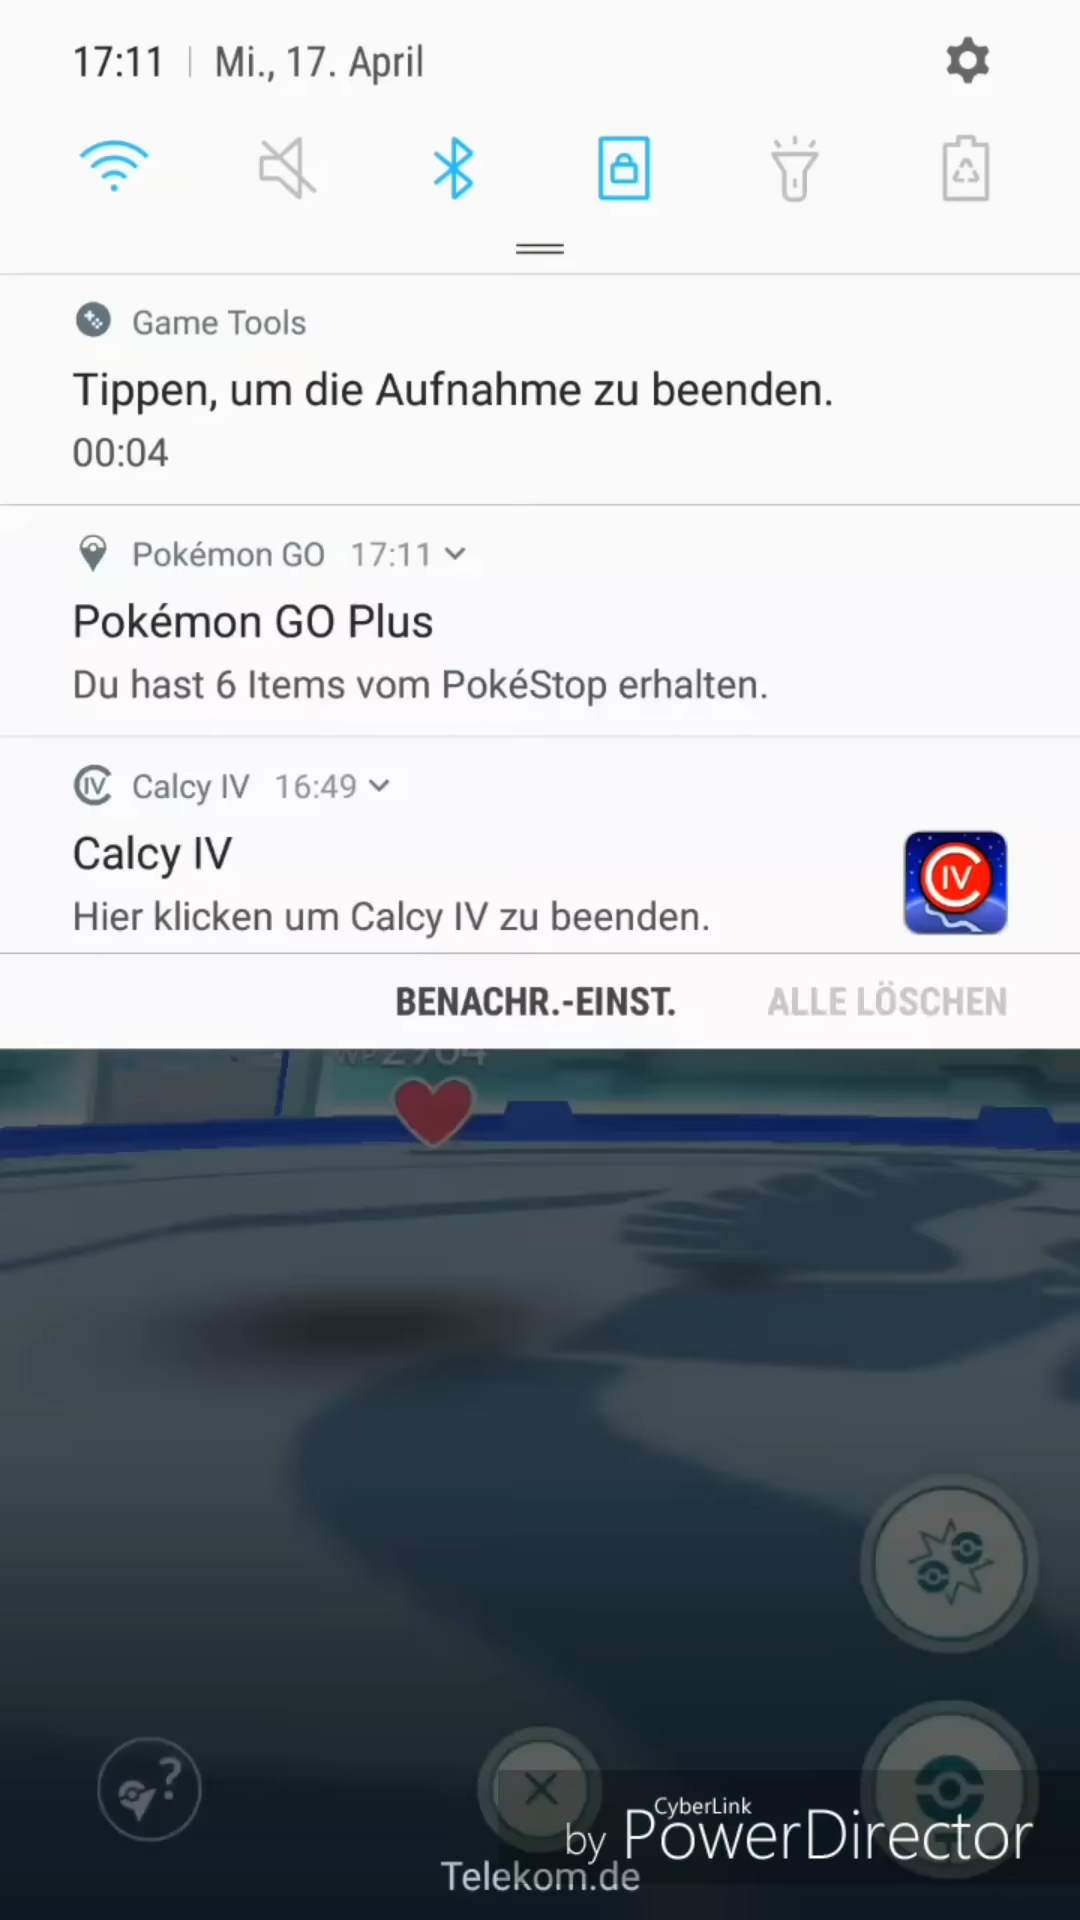 17:11 | Mi., 17. April
Game Tools
Tippen, um die Aufnahme zu beenden.
00:04
Pokémon GO 17:11
Pokémon GO Plus
Du hast 6 Items vom PokéStop erhalten.
Calcy IV 16:49
Calcy IV
Hier klicken um Calcy IV zu beenden.
CIV
BENACHR.-EINST. ALLE LÖSCHEN
WP2904
?
CyberLink
by PowerDirector
Telekom.de